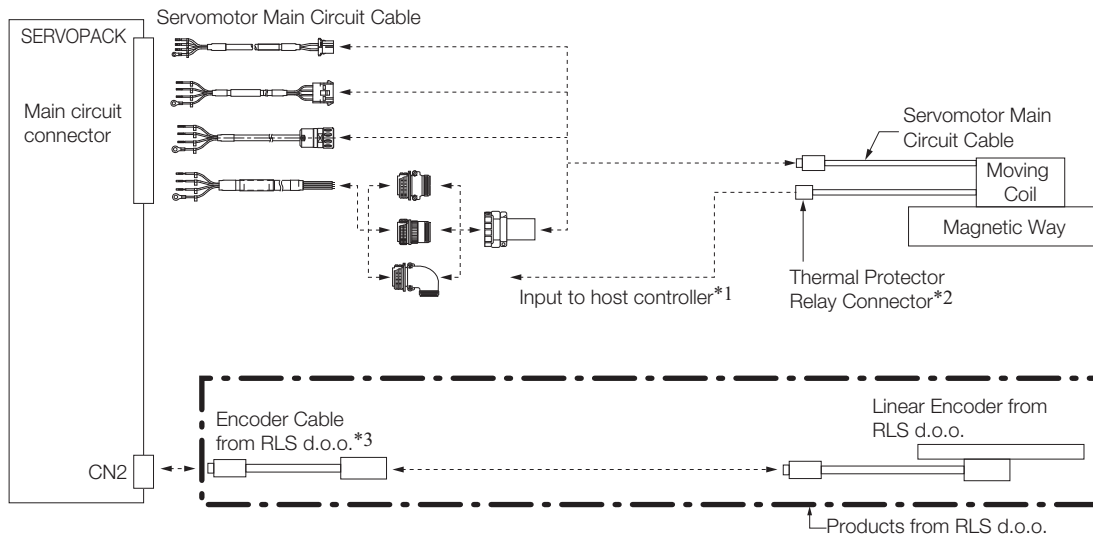 Servomotor Main Circuit Cable
SERVOPACK
Main circuit
connector
Servomotor Main
Circuit Cable
Moving
Coil
Magnetic Way
Thermal Protector
Relay Connector*2
Input to host controller*1
Encoder Cable
from RLS d.o.o.*3
Linear Encoder from
RLS d.o.o.
CN2
Products from RLS d.o.o.